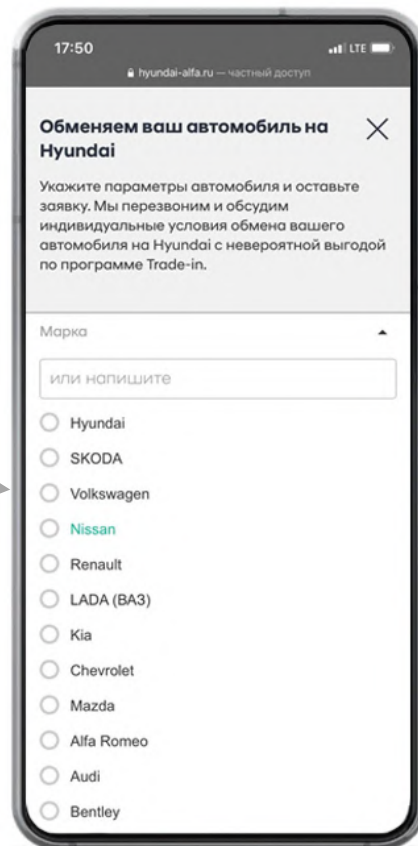 17:50
LTE
hyundai-alfa.ru — частный доступ
Обменяем ваш автомобиль на
Hyundai
Укажите параметры автомобиля и оставьте
заявку. Мы перезвоним и обсудим
индивидуальные условия обмена вашего
автомобиля на Hyundai с невероятной выгодой
по программе Trade-in.
Марка
или напишите
Hyundai
SKODA
Volkswagen
Nissan
Renault
LADA (ВАЗ)
Kia
Chevrolet
Mazda
Alfa Romeo
Audi
Bentley